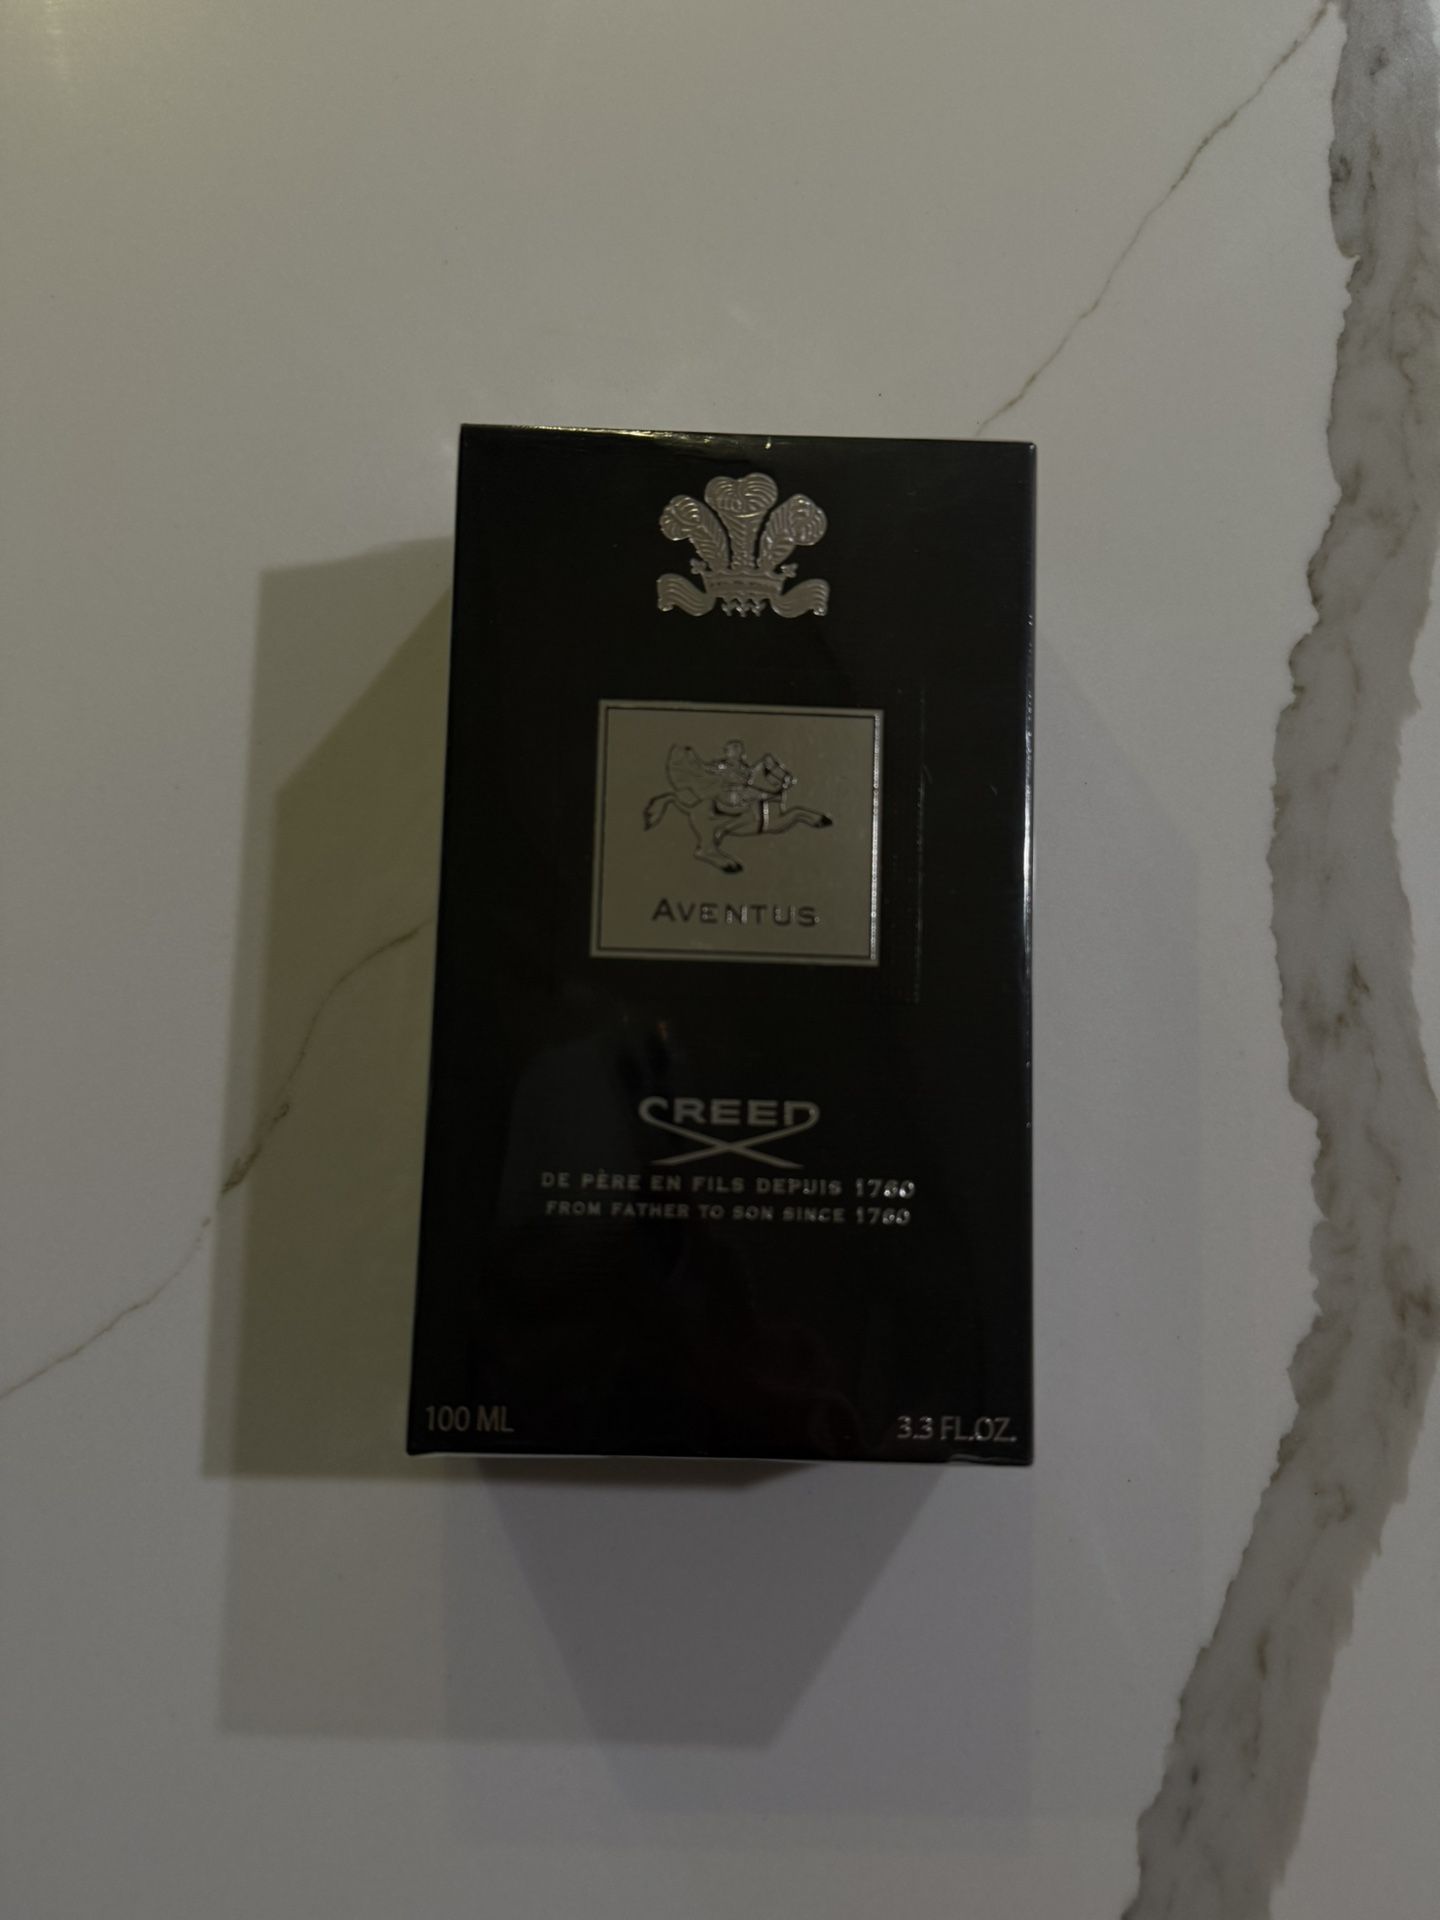 AVENTUS
CREED
DE PÈRE EN FILS DEPUIS 1760
FROM FATHER TO SON SINCE 1760
100 ML
3.3 FL.OZ.